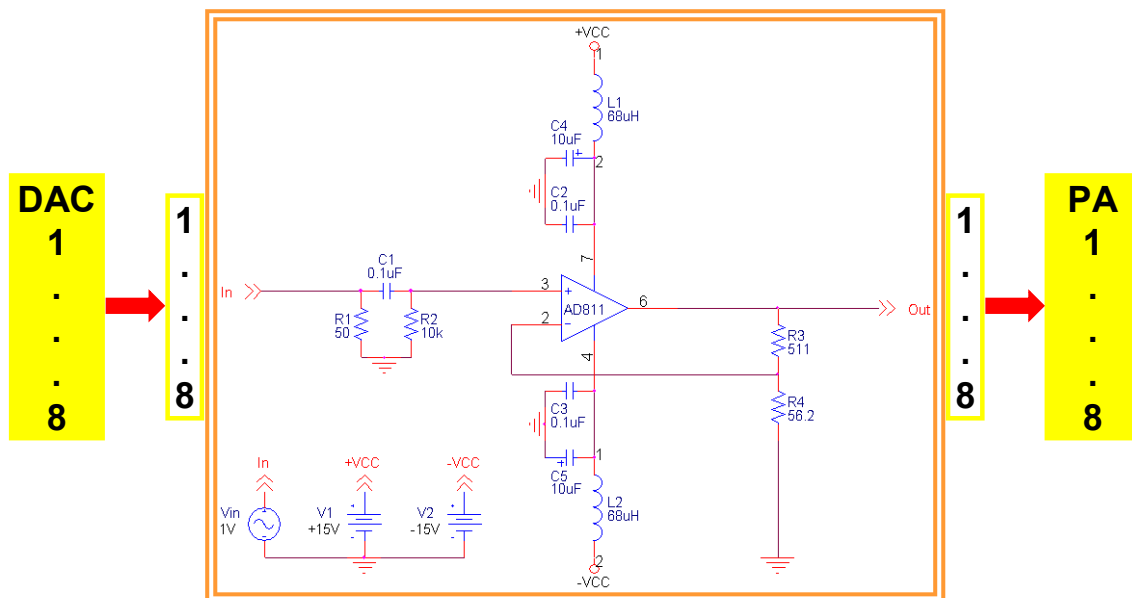 +VCC
1
L1
68uH
C4
10uF
+
2
C2
0.1uF
7
DAC
1
.
.
.
8
1
.
.
.
8
In
C1
0.1uF
R1
50
R2
10k
3
+
2
−
AD811
6
4
Out
R3
511
R4
56.2
1
.
.
.
8
PA
1
.
.
.
8
C3
0.1uF
+
1
C5
10uF
L2
68uH
2
-VCC
In
+VCC
-VCC
Vin
1V
V1
+15V
V2
-15V
+
-
+
-
+
-